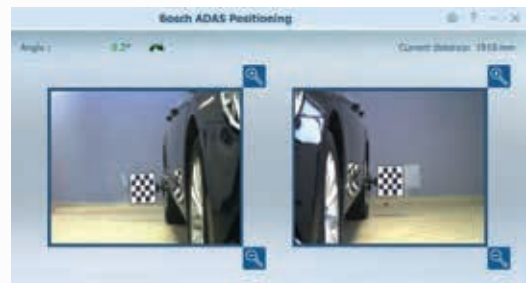 Bosch ADAS Positioning
? – X
Angle : 0.2° Current distance: 1910 mm